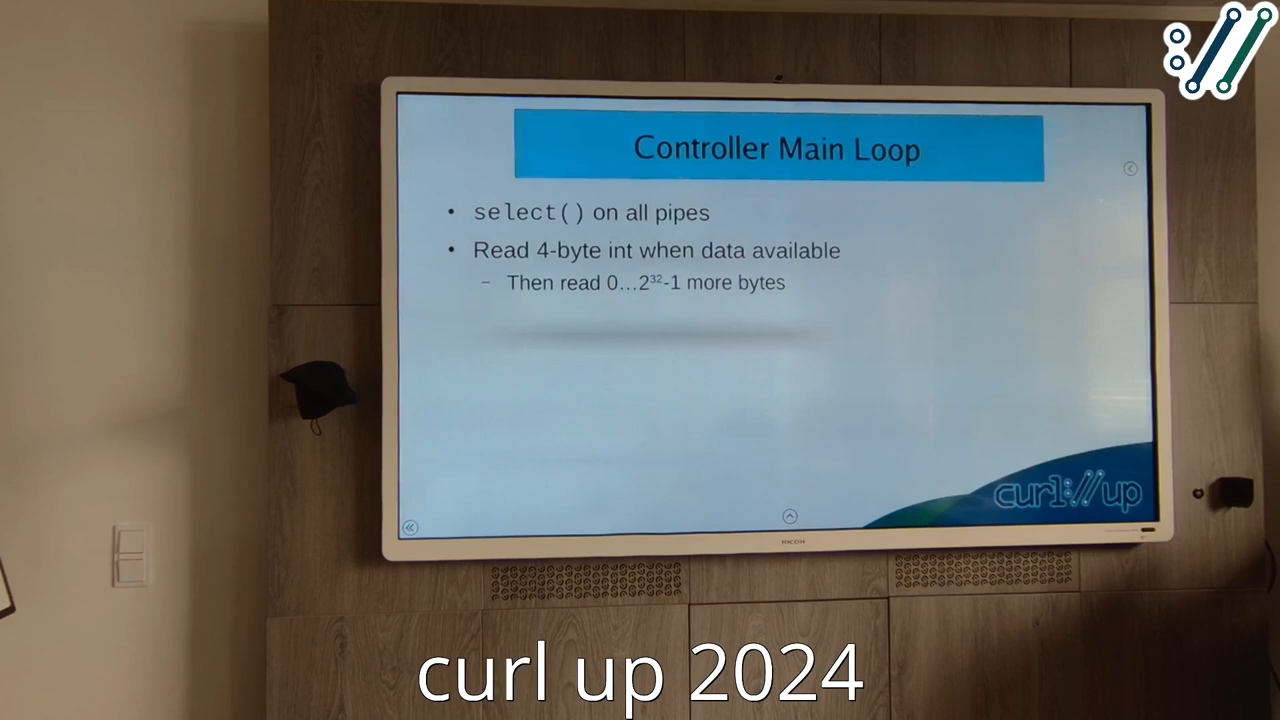 Controller Main Loop
• select() on all pipes
• Read 4-byte int when data available
– Then read 0…2³²-1 more bytes
curl://up
RICOH
curl up 2024